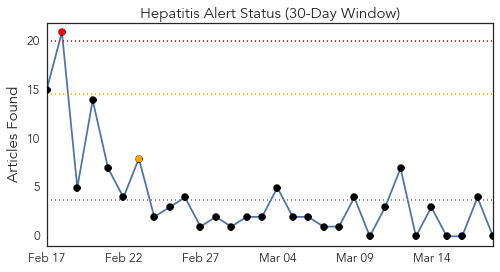 Hepatitis Alert Status (30-Day Window)
Articles Found
20
15
10
5
0
Feb 17
Feb 22
Feb 27
Mar 04
Mar 09
Mar 14